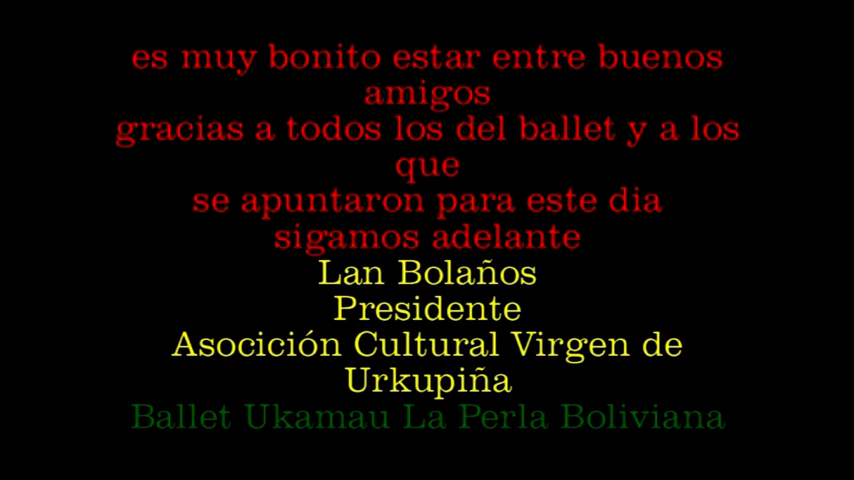 es muy bonito estar entre buenos
amigos
gracias a todos los del ballet y a los
que
se apuntaron para este dia
sigamos adelante
Lan Bolaños
Presidente
Asocición Cultural Virgen de
Urkupiña
Ballet Ukamau La Perla Boliviana